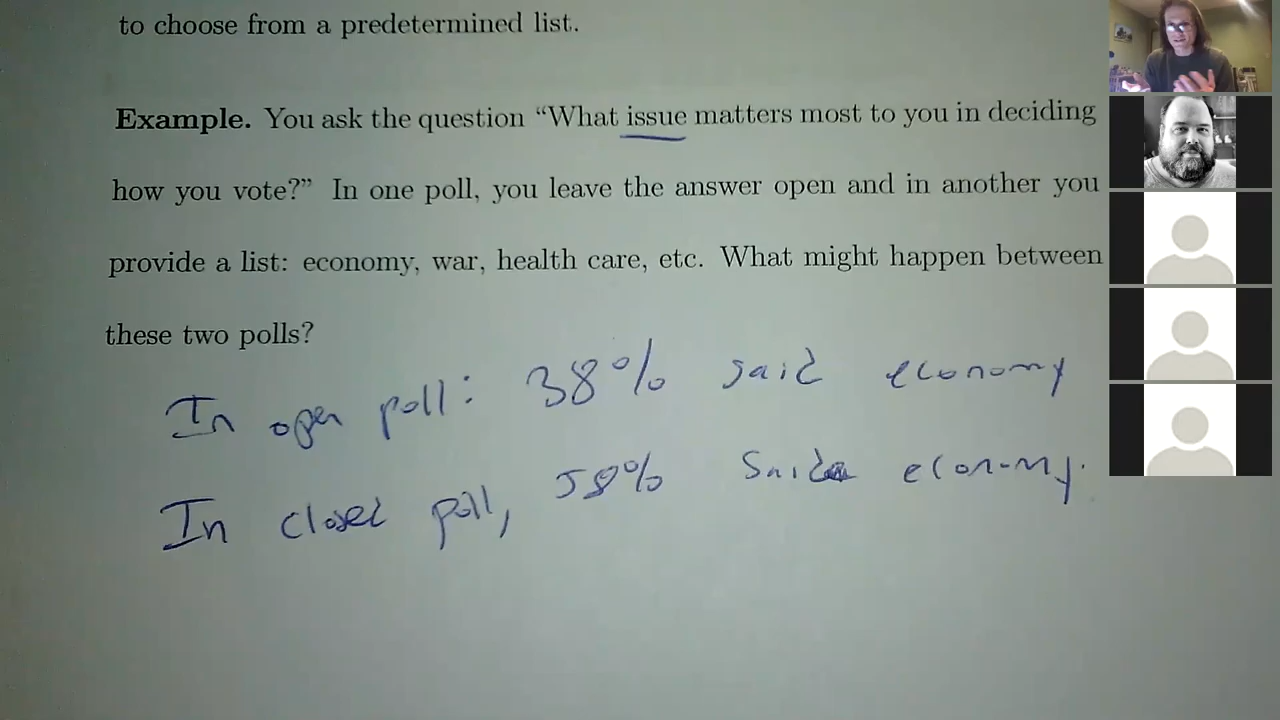 to choose from a predetermined list.
Example. You ask the question “What issue matters most to you in deciding
how you vote?” In one poll, you leave the answer open and in another you
provide a list: economy, war, health care, etc. What might happen between
these two polls?
In open poll: 38% said economy
In closed poll, 58% said economy.